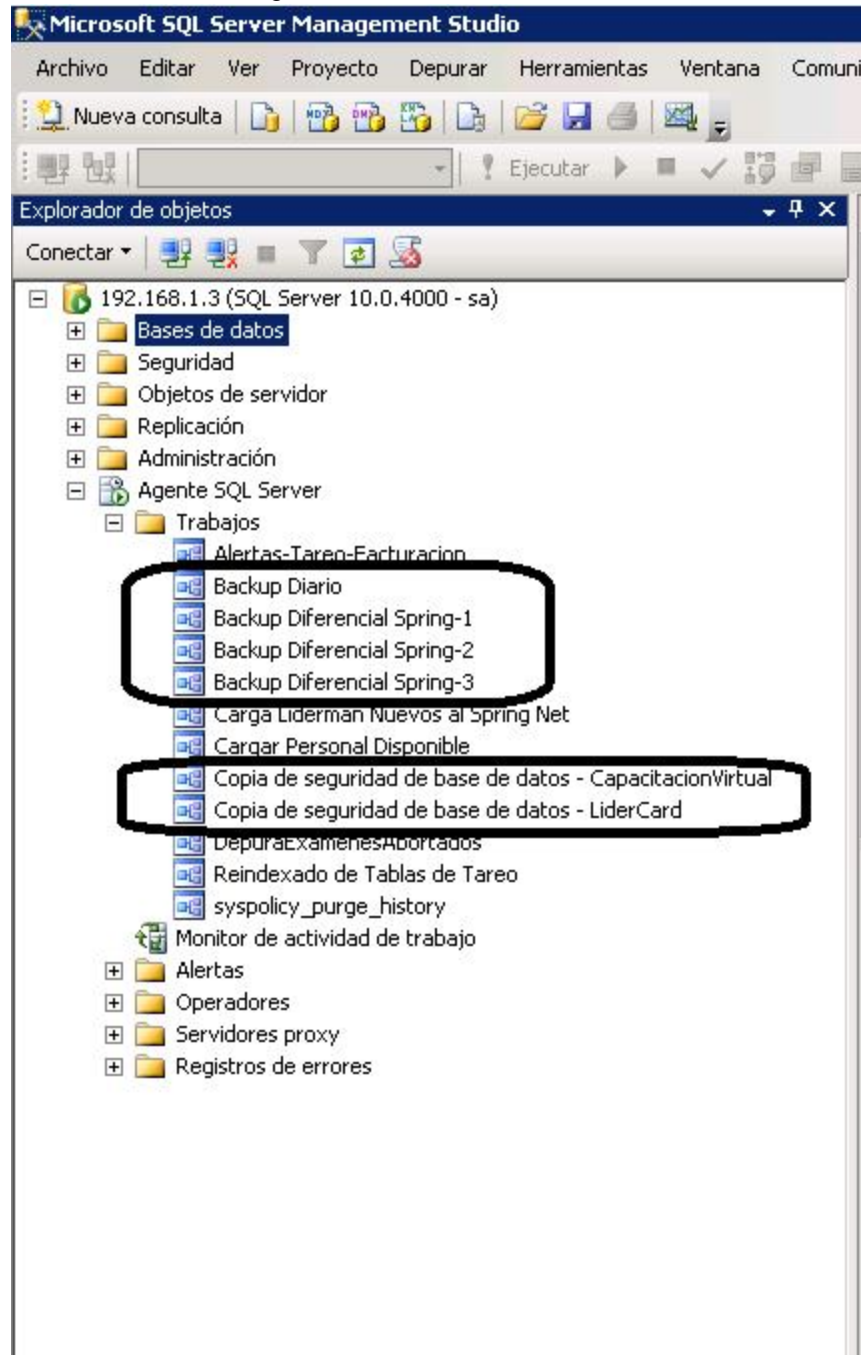 Microsoft SQL Server Management Studio
Archivo Editar Ver Proyecto Depurar Herramientas Ventana Comuni
Nueva consulta
Ejecutar
Explorador de objetos
Conectar
192.168.1.3 (SQL Server 10.0.4000 - sa)
Bases de datos
Seguridad
Objetos de servidor
Replicación
Administración
Agente SQL Server
Trabajos
Alertas-Tareo-Facturacion
Backup Diario
Backup Diferencial Spring-1
Backup Diferencial Spring-2
Backup Diferencial Spring-3
Carga Liderman Nuevos al Spring Net
Cargar Personal Disponible
Copia de seguridad de base de datos - CapacitacionVirtual
Copia de seguridad de base de datos - LiderCard
DepuraExamenesAbortados
Reindexado de Tablas de Tareo
syspolicy_purge_history
Monitor de actividad de trabajo
Alertas
Operadores
Servidores proxy
Registros de errores